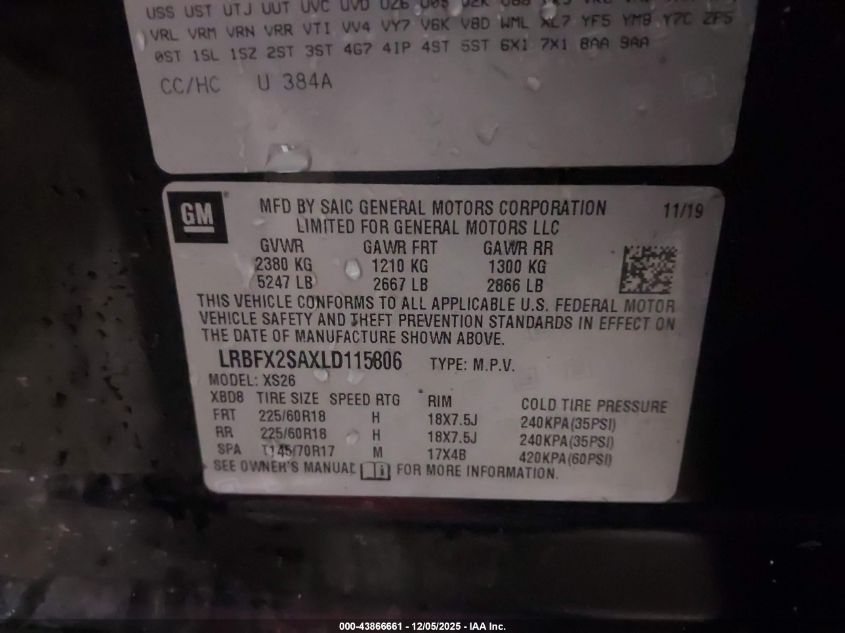 USS UST UTJ UUT UVC UVD UZ6
VRL VRM VRN VRR VTI VV4 VY7 V6K V8D WML XL7 YF5 YM8 Y7C ZF5
0ST 1SL 1SZ 2ST 3ST 4G7 4IP 4ST 5ST 6X1 7X1 8AA 9AA
CC/HC U 384A
GM
MFD BY SAIC GENERAL MOTORS CORPORATION 11/19
LIMITED FOR GENERAL MOTORS LLC
GVWR GAWR FRT GAWR RR
2380 KG 1210 KG 1300 KG
5247 LB 2667 LB 2866 LB
THIS VEHICLE CONFORMS TO ALL APPLICABLE U.S. FEDERAL MOTOR
VEHICLE SAFETY AND THEFT PREVENTION STANDARDS IN EFFECT ON
THE DATE OF MANUFACTURE SHOWN ABOVE.
LRBFX2SAXLD115806 TYPE: M.P.V.
MODEL: XS26
XBD8 TIRE SIZE SPEED RTG RIM COLD TIRE PRESSURE
FRT 225/60R18 H 18X7.5J 240KPA(35PSI)
RR 225/60R18 H 18X7.5J 240KPA(35PSI)
SPA T145/70R17 M 17X4B 420KPA(60PSI)
SEE OWNER'S MANUAL FOR MORE INFORMATION.
000-43866661 - 12/05/2025 - IAA Inc.